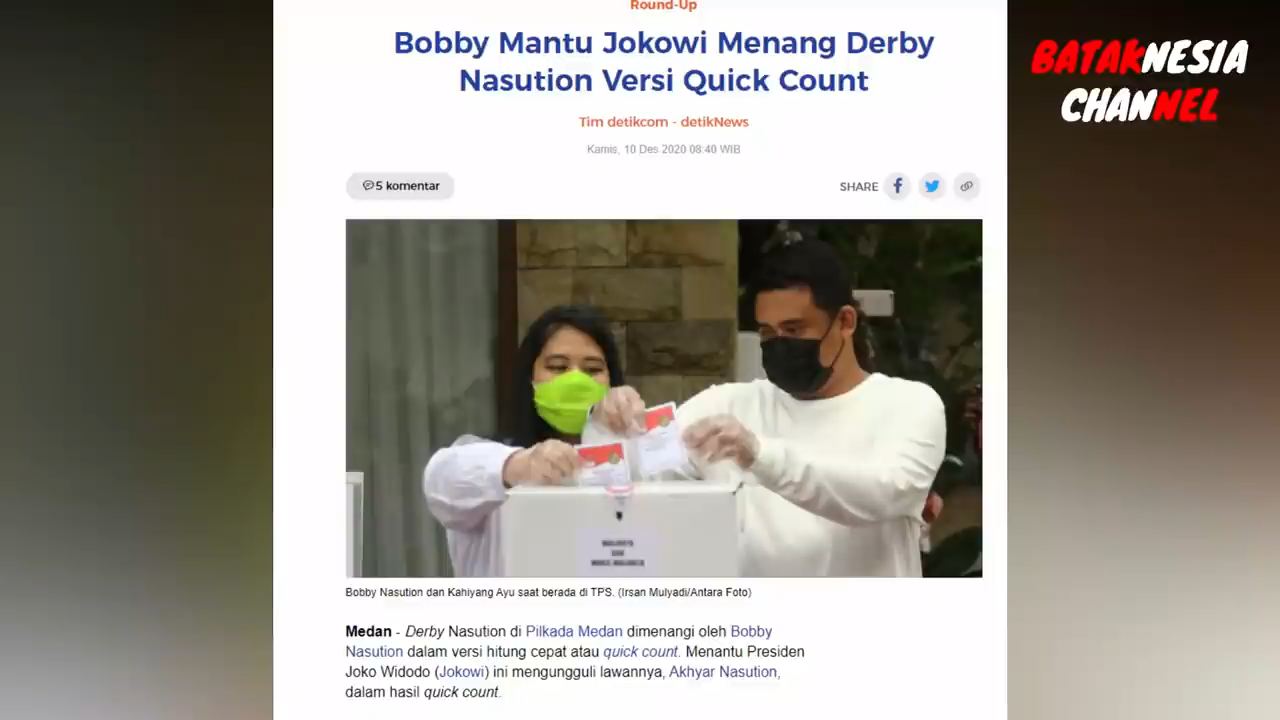 Round-Up
Bobby Mantu Jokowi Menang Derby
Nasution Versi Quick Count
Tim detikcom - detikNews
Kamis, 10 Des 2020 08:40 WIB
5 komentar
SHARE
BATAKNESIA
CHANNEL
Bobby Nasution dan Kahiyang Ayu saat berada di TPS. (Irsan Mulyadi/Antara Foto)
Medan - Derby Nasution di Pilkada Medan dimenangi oleh Bobby
Nasution dalam versi hitung cepat atau quick count. Menantu Presiden
Joko Widodo (Jokowi) ini mengungguli lawannya, Akhyar Nasution,
dalam hasil quick count.